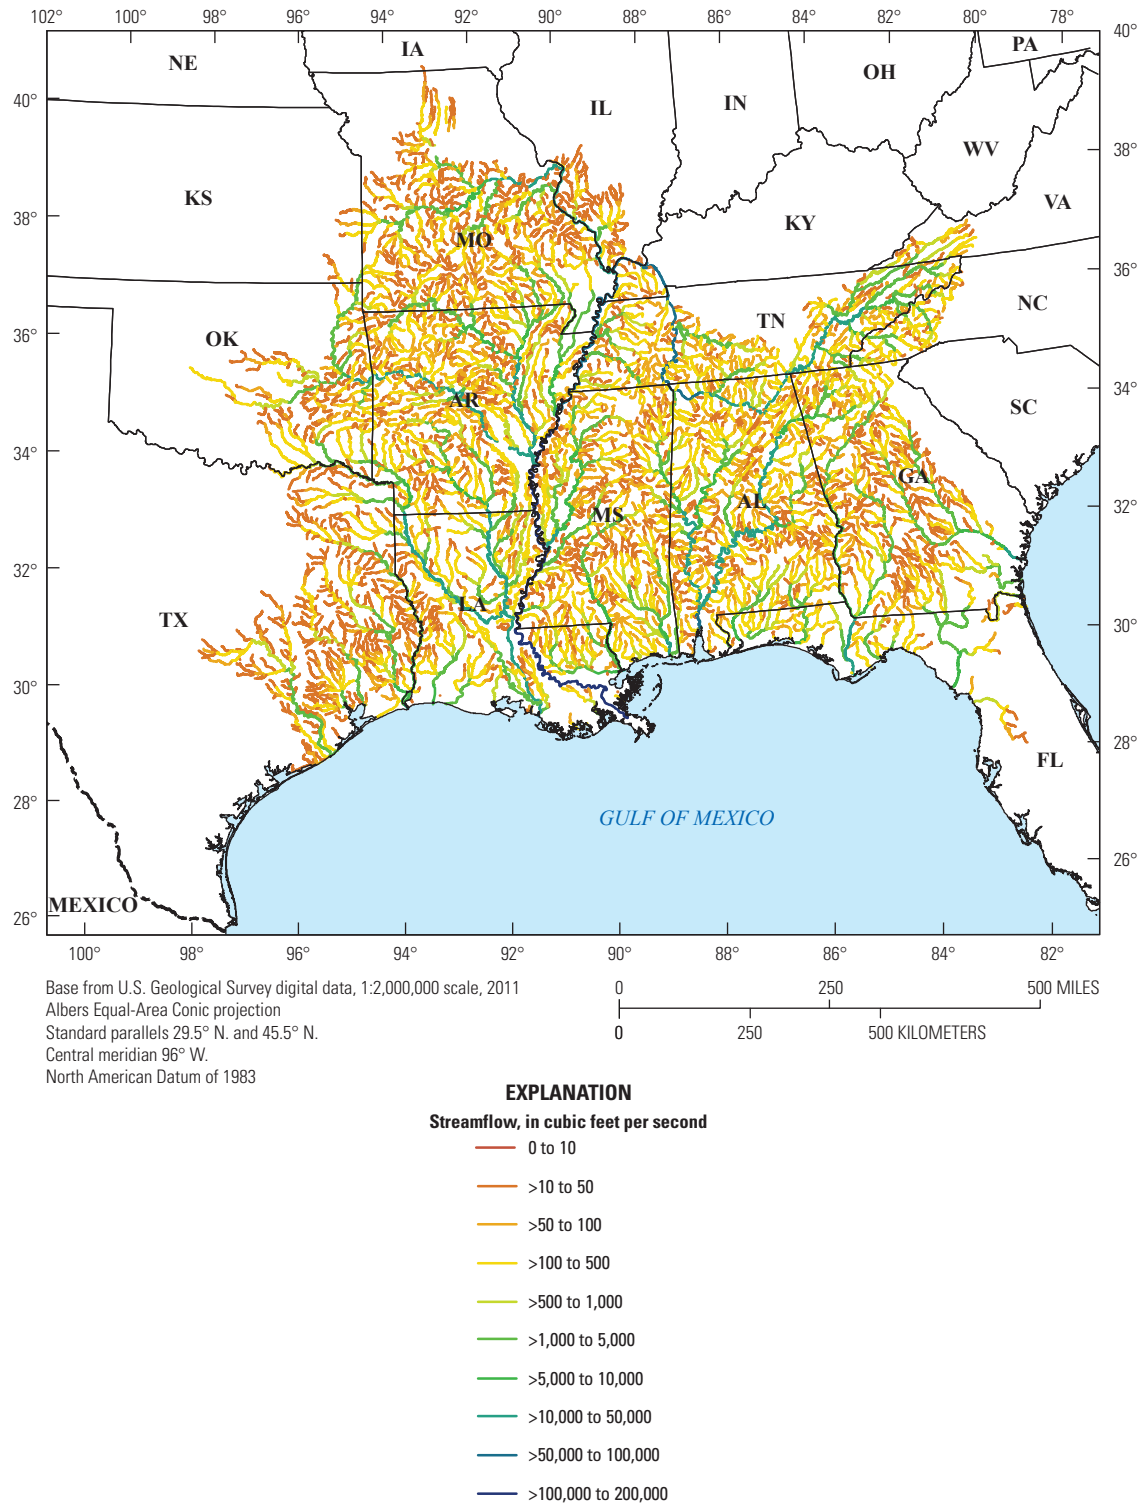 102° 100° 98° 96° 94° 92° 90° 88° 86° 84° 82° 80° 78°
40°
38°
36°
34°
32°
30°
28°
26°
40°
38°
36°
34°
32°
30°
28°
26°
NE
IA
IL
IN
OH
PA
WV
VA
KS
MO
KY
NC
OK
TN
SC
AR
GA
MS
AL
TX
LA
FL
GULF OF MEXICO
MEXICO
100° 98° 96° 94° 92° 90° 88° 86° 84° 82°
Base from U.S. Geological Survey digital data, 1:2,000,000 scale, 2011
Albers Equal-Area Conic projection
Standard parallels 29.5° N. and 45.5° N.
Central meridian 96° W.
North American Datum of 1983
0 250 500 MILES
0 250 500 KILOMETERS
EXPLANATION
Streamflow, in cubic feet per second
0 to 10
>10 to 50
>50 to 100
>100 to 500
>500 to 1,000
>1,000 to 5,000
>5,000 to 10,000
>10,000 to 50,000
>50,000 to 100,000
>100,000 to 200,000